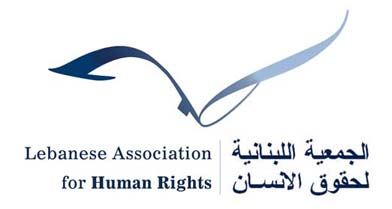 Lebanese Association
for Human Rights
الجمعية اللبنانية
لحقوق الانسان